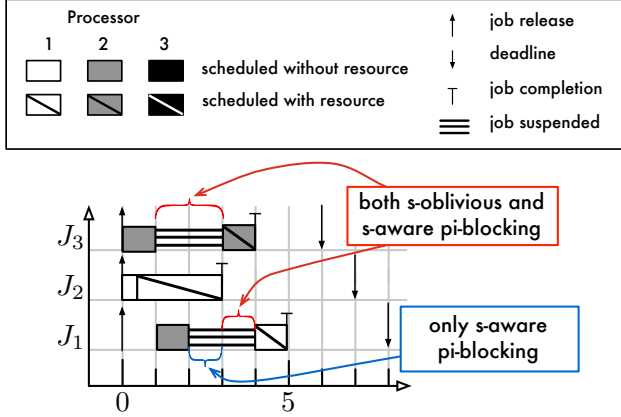 Processor
1 2 3
scheduled without resource
scheduled with resource
job release
deadline
job completion
job suspended
both s-oblivious and
s-aware pi-blocking
J3
J2
J1
only s-aware
pi-blocking
0 5